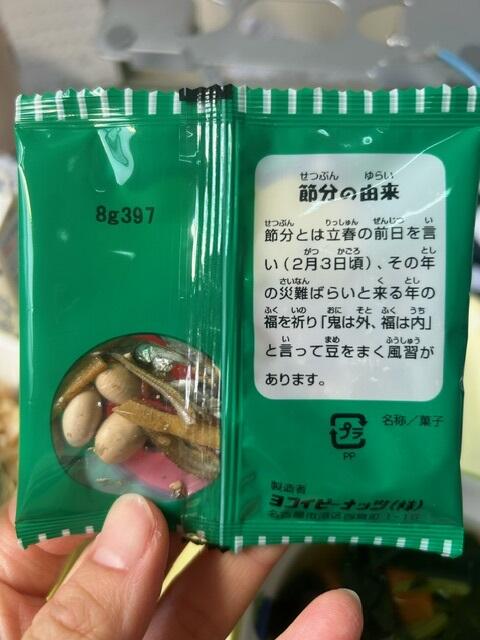 8g397
せつぶん ゆらい
節分の由来
せつぶん りっしゅん ぜんじつ い
節分とは立春の前日を言
がつ かごろ とし
い(2月3日頃)、その年
さいなん く とし
の災難ばらいと来る年の
ふく いの おに そと ふく うち
福を祈り「鬼は外、福は内」
い まめ ふうしゅう
と言って豆をまく風習が
あります。
プラ
PP
名称/菓子
製造者
ヨコイピーナッツ(株)
名古屋市西区